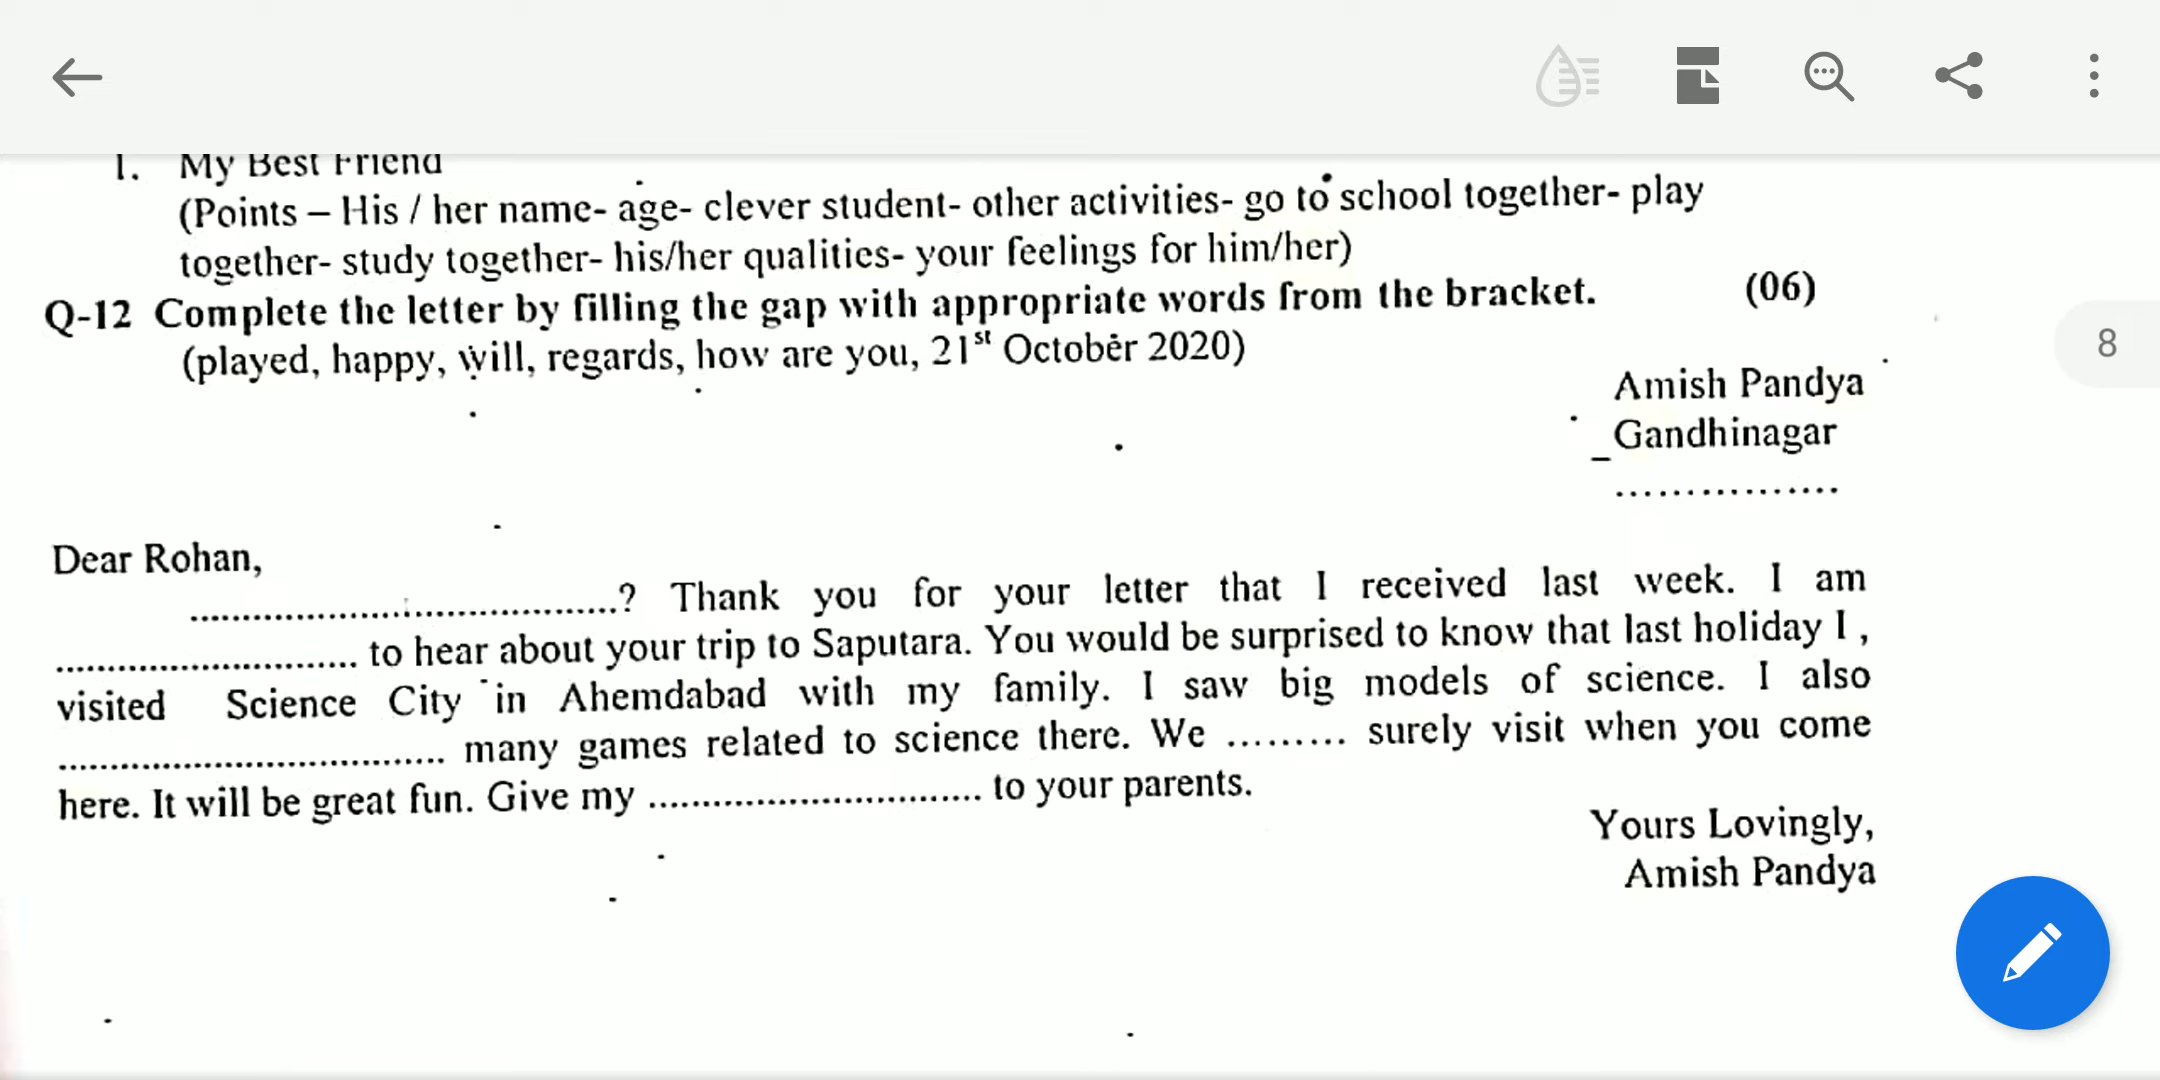 1. My Best Friend
(Points – His / her name- age- clever student- other activities- go to school together- play
together- study together- his/her qualities- your feelings for him/her)
Q-12 Complete the letter by filling the gap with appropriate words from the bracket. (06)
(played, happy, will, regards, how are you, 21st October 2020)
8
Amish Pandya
Gandhinagar
.................
Dear Rohan,
.......................................? Thank you for your letter that I received last week. I am
............................ to hear about your trip to Saputara. You would be surprised to know that last holiday I ,
visited Science City in Ahemdabad with my family. I saw big models of science. I also
.................................... many games related to science there. We ......... surely visit when you come
here. It will be great fun. Give my ............................... to your parents.
Yours Lovingly,
Amish Pandya